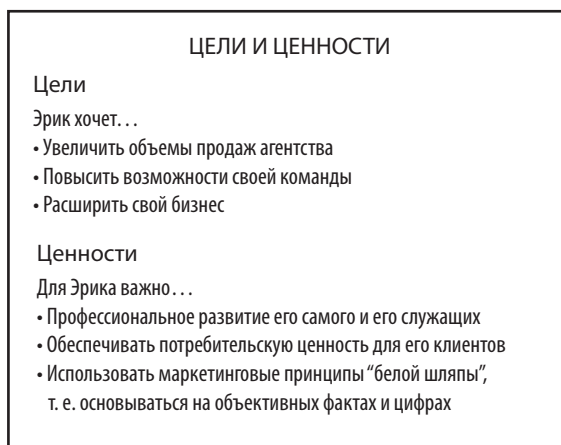 ЦЕЛИ И ЦЕННОСТИ
Цели
Эрик хочет...
• Увеличить объемы продаж агентства
• Повысить возможности своей команды
• Расширить свой бизнес
Ценности
Для Эрика важно...
• Профессиональное развитие его самого и его служащих
• Обеспечивать потребительскую ценность для его клиентов
• Использовать маркетинговые принципы “белой шляпы”,
т. е. основываться на объективных фактах и цифрах